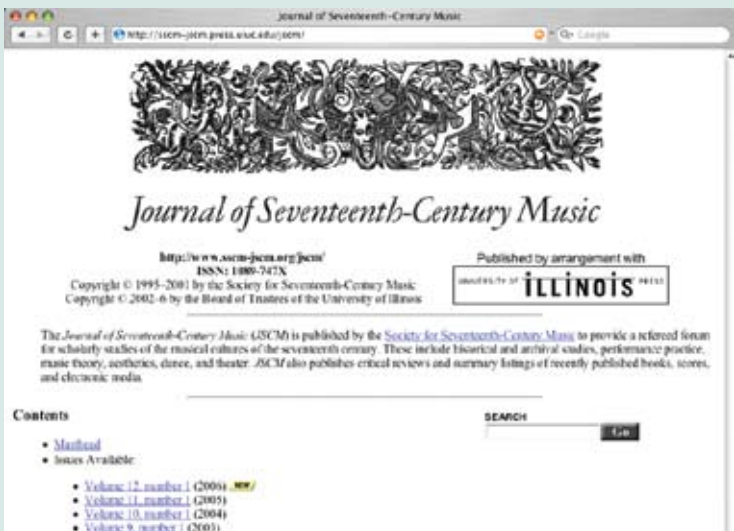 Journal of Seventeenth-Century Music
http://sscm-jscm.press.uiuc.edu/jscm/
Google
Journal of Seventeenth-Century Music
http://www.sscm-jscm.org/jscm/
ISSN: 1089-747X
Copyright © 1995–2001 by the Society for Seventeenth-Century Music
Copyright © 2002–6 by the Board of Trustees of the University of Illinois
Published by arrangement with
UNIVERSITY OF ILLINOIS PRESS
The Journal of Seventeenth-Century Music (JSCM) is published by the Society for Seventeenth-Century Music to provide a refereed forum
for scholarly studies of the musical cultures of the seventeenth century. These include historical and archival studies, performance practice,
music theory, aesthetics, dance, and theater. JSCM also publishes critical reviews and summary listings of recently published books, scores,
and electronic media.
Contents
SEARCH
Go
• Masthead
• Issues Available:
• Volume 12, number 1 (2006) NEW
• Volume 11, number 1 (2005)
• Volume 10, number 1 (2004)
• Volume 9, number 1 (2003)